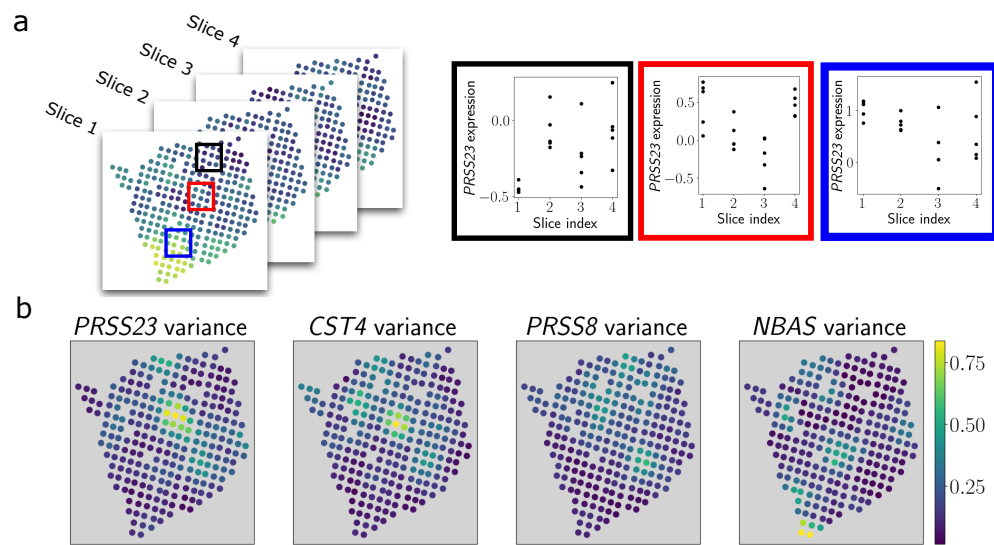 a
Slice 4
Slice 3
Slice 2
Slice 1
PRSS23 expression
0.0
−0.5
1 2 3 4
Slice index
PRSS23 expression
0.5
0.0
−0.5
1 2 3 4
Slice index
PRSS23 expression
1
0
1 2 3 4
Slice index
b
PRSS23 variance
CST4 variance
PRSS8 variance
NBAS variance
0.75
0.50
0.25